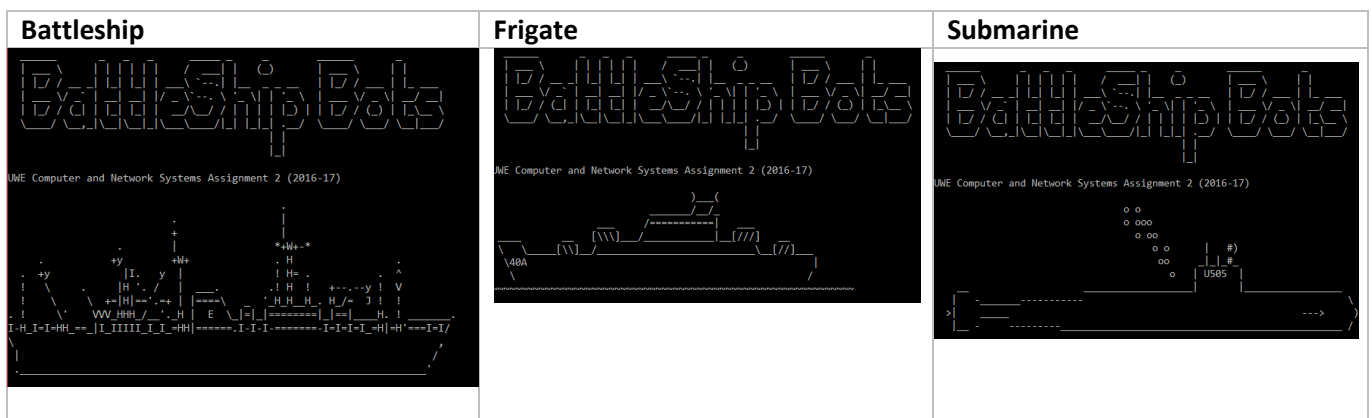 Battleship
Frigate
Submarine
BattleShip Bots
UWE Computer and Network Systems Assignment 2 (2016-17)
BattleShip Bots
UWE Computer and Network Systems Assignment 2 (2016-17)
\40A
BattleShip Bots
UWE Computer and Network Systems Assignment 2 (2016-17)
U505